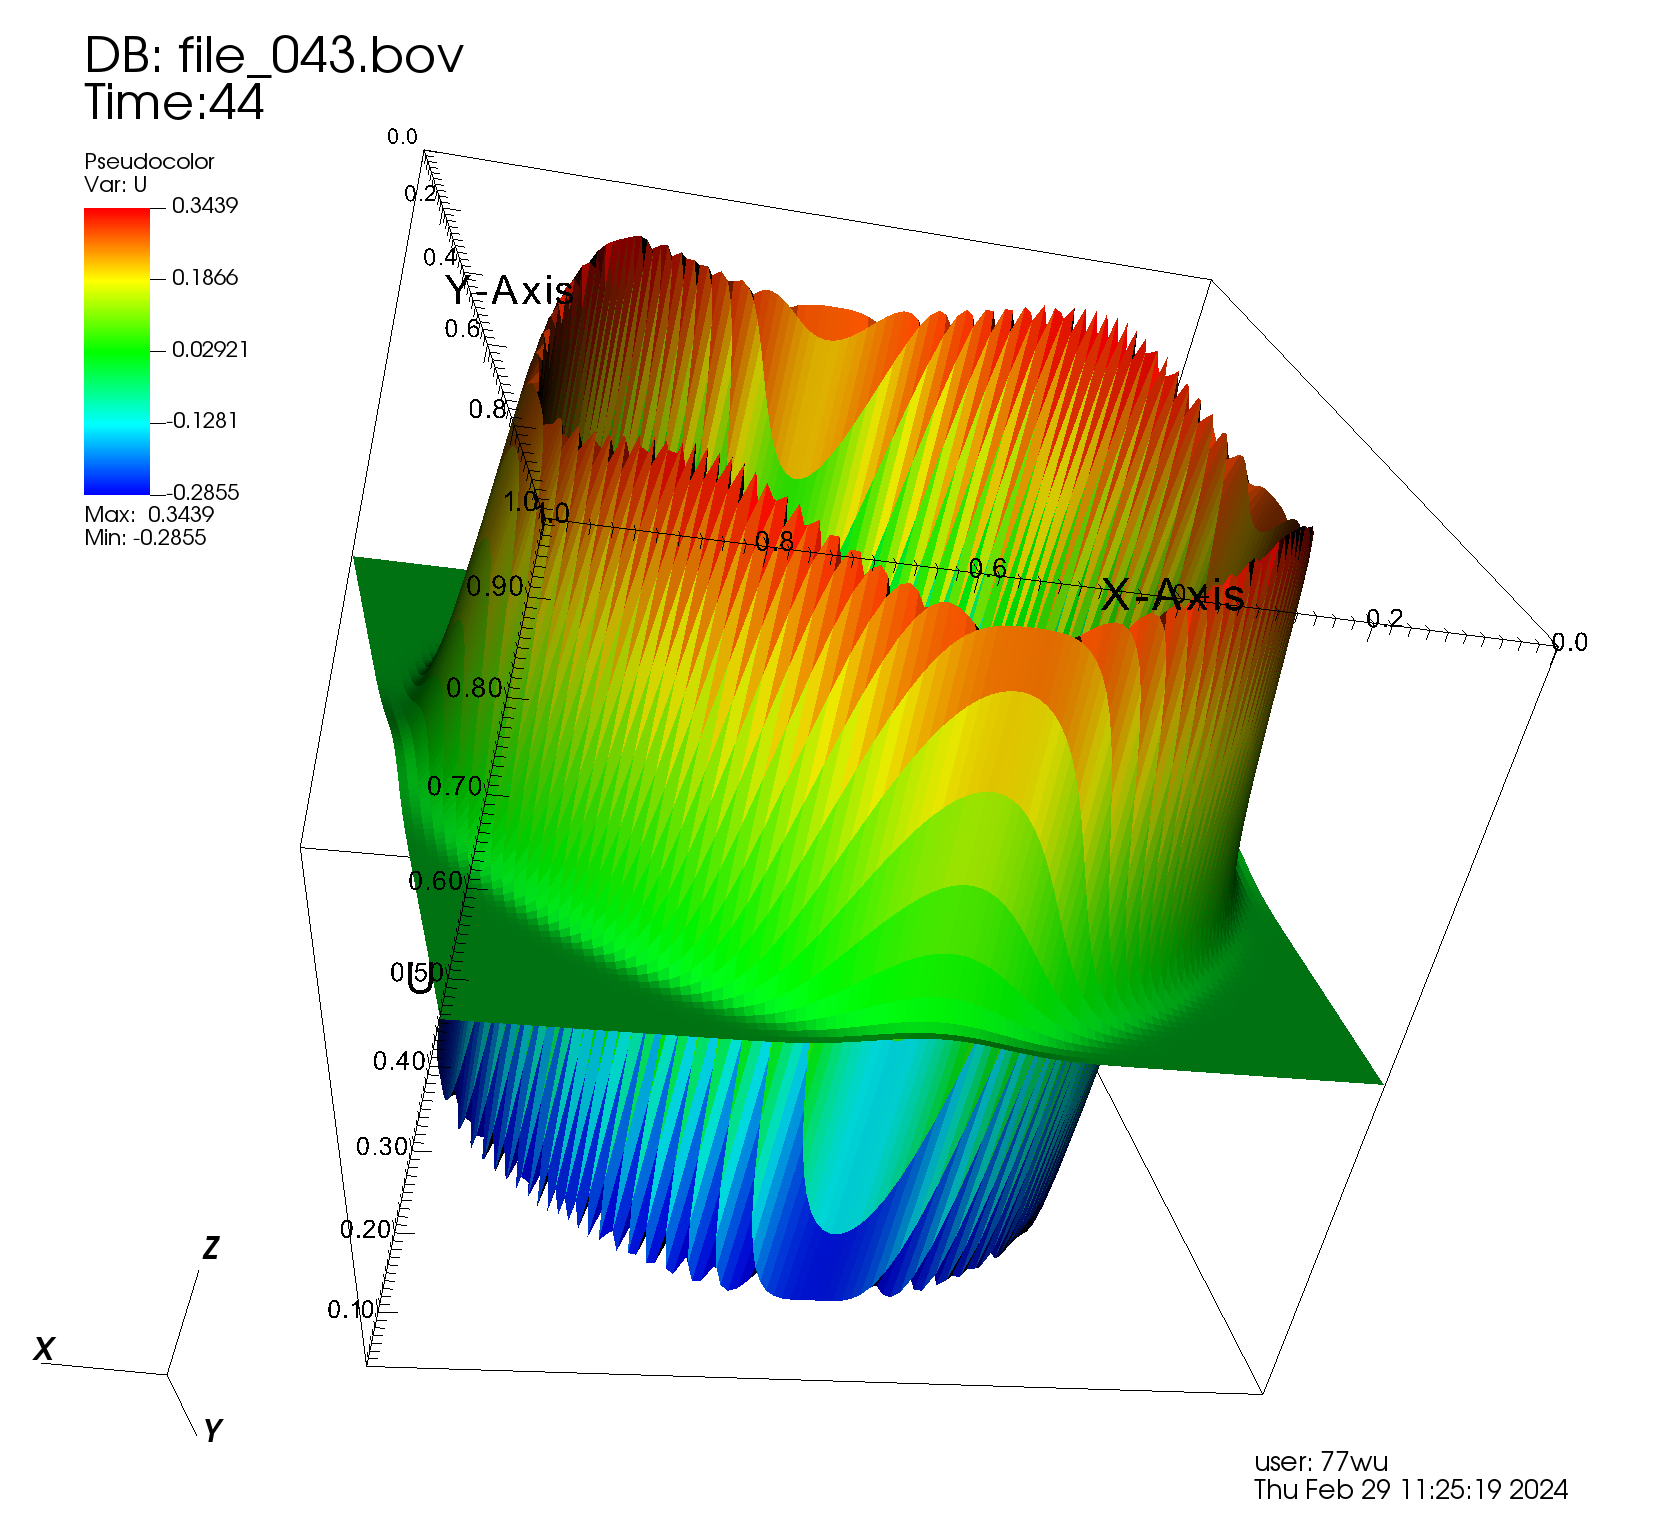 DB: file_043.bov
Time:44
Pseudocolor
Var: U
0.3439
0.1866
0.02921
-0.1281
-0.2855
Max: 0.3439
Min: -0.2855
0.0
0.2
0.4
Y-Axis
0.6
0.8
1.0
1.0
0.8
0.6
X-Axis
0.4
0.2
0.0
0.90
0.80
0.70
0.60
0.50
U
0.40
0.30
0.20
0.10
Z
X
Y
user: 77wu
Thu Feb 29 11:25:19 2024